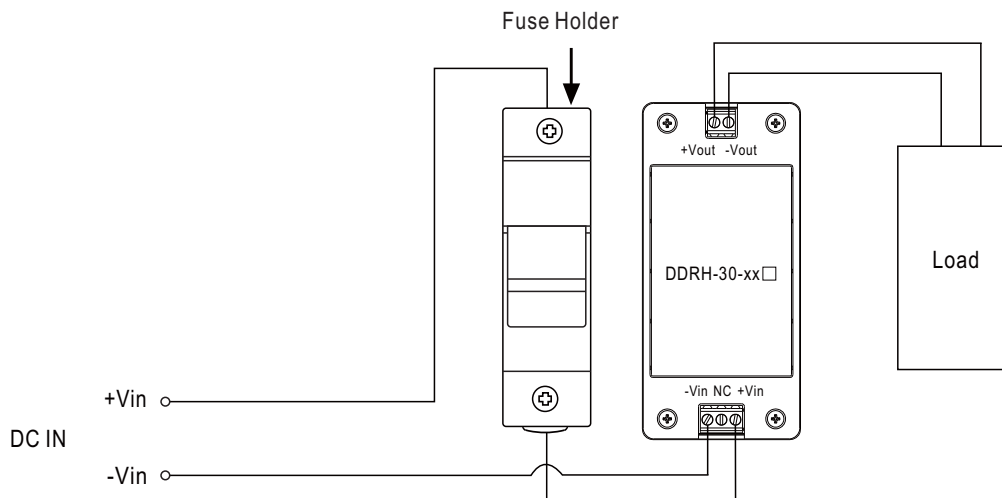 Fuse Holder
+Vout -Vout
DDRH-30-xx□
Load
-Vin NC +Vin
+Vin
DC IN
-Vin